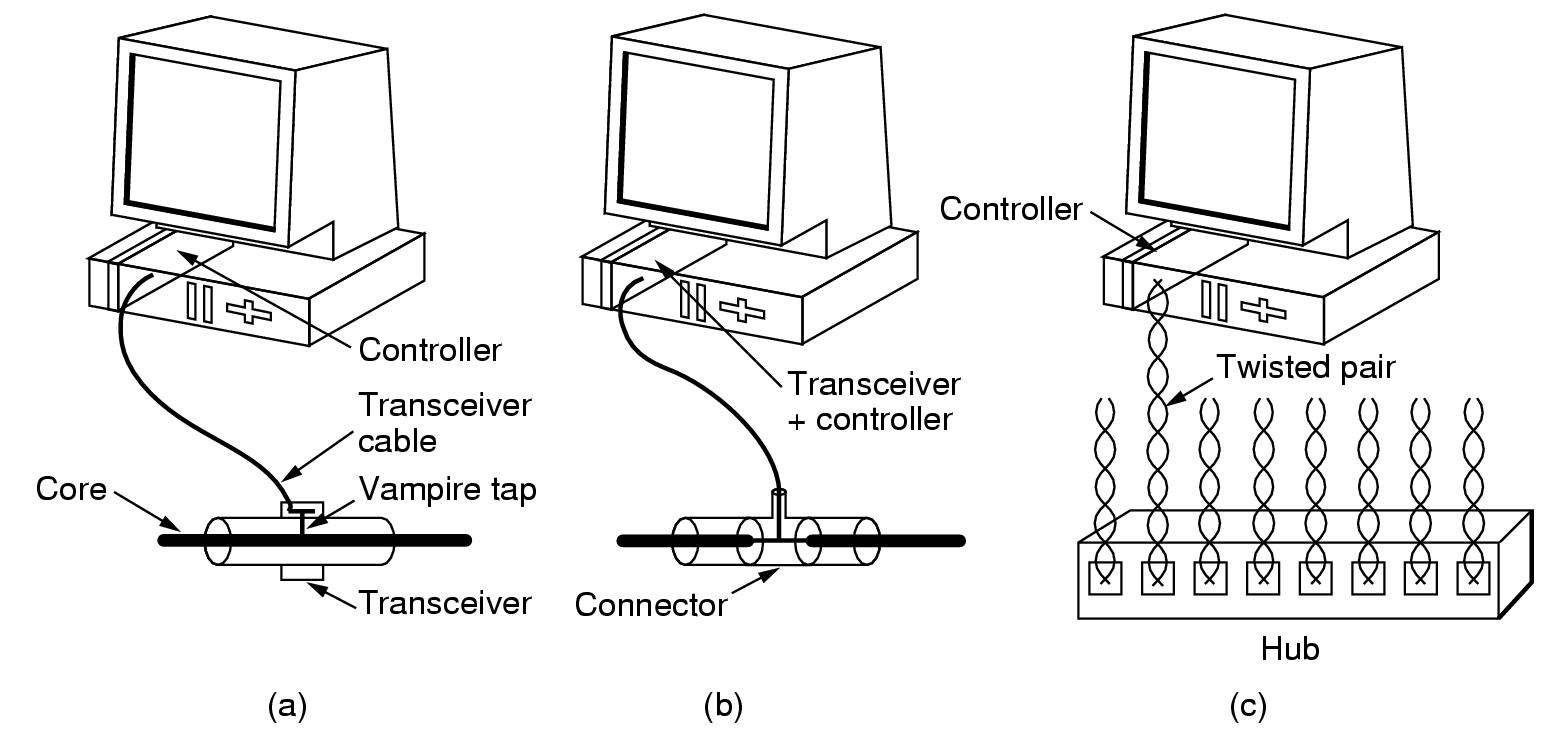 Controller
Transceiver
cable
Core
Vampire tap
Transceiver
(a)
Transceiver
+ controller
Connector
(b)
Controller
Twisted pair
Hub
(c)